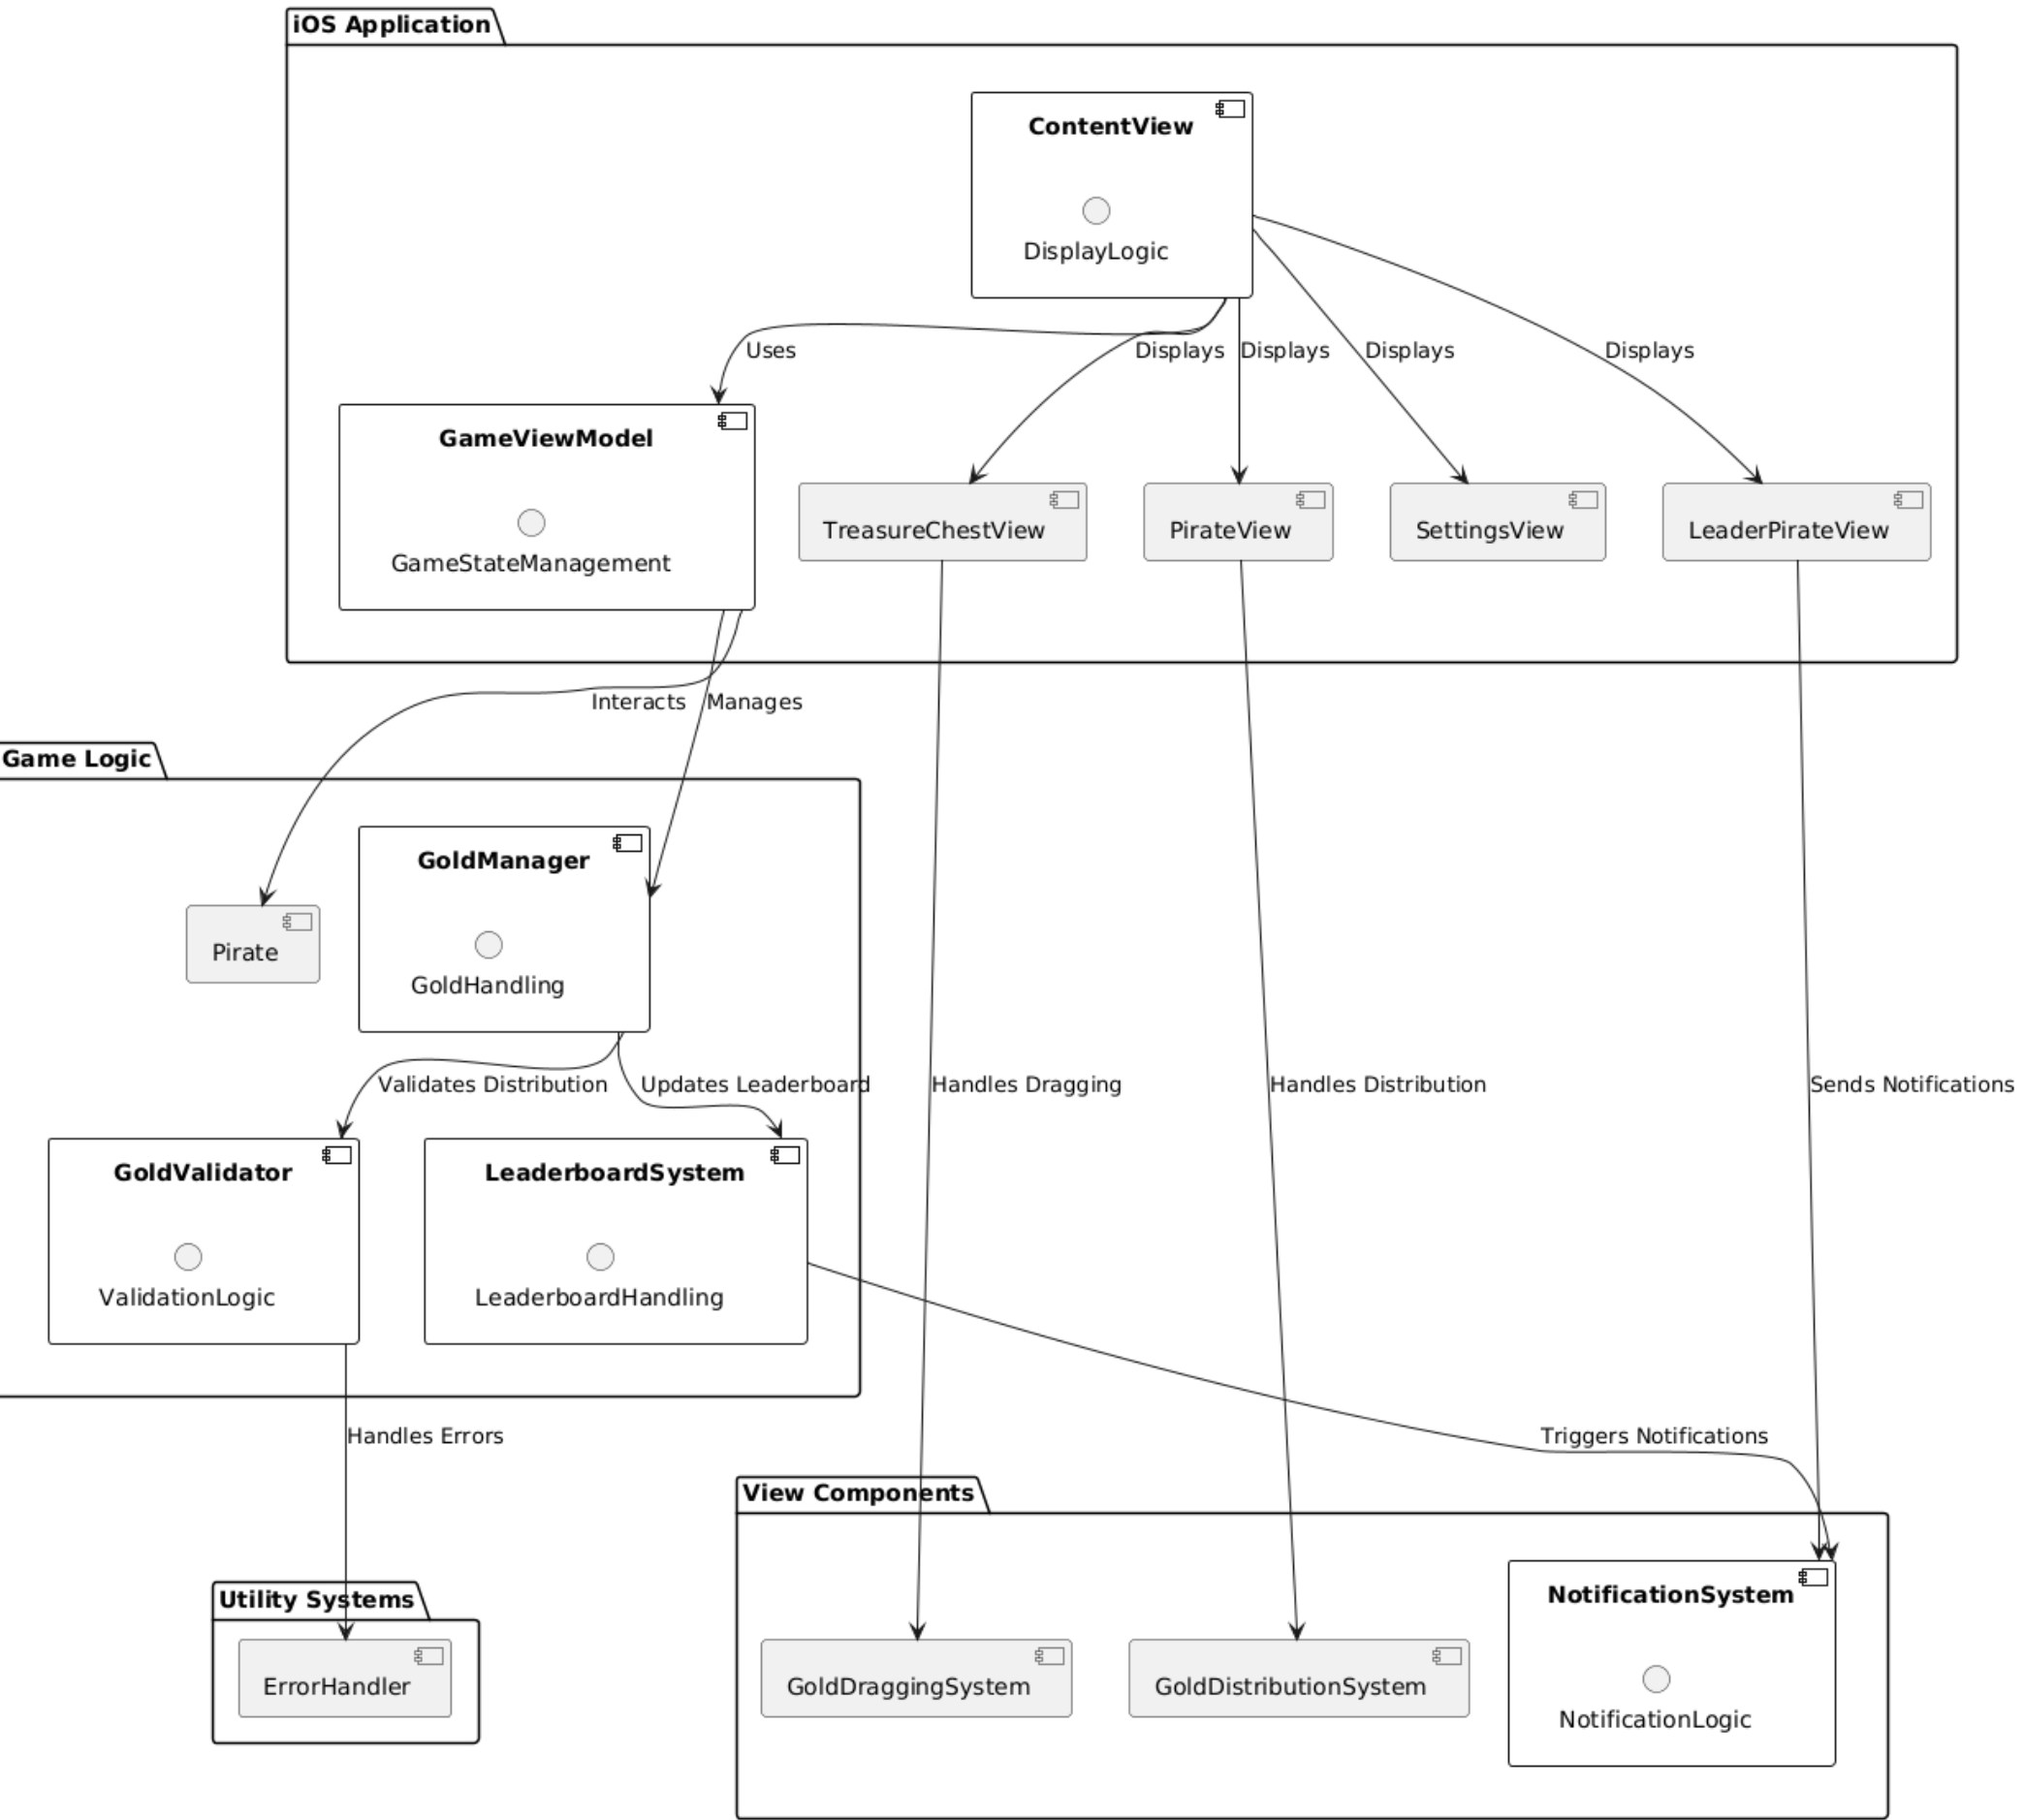 iOS Application
ContentView
DisplayLogic
Uses
Displays
Displays
Displays
Displays
GameViewModel
GameStateManagement
TreasureChestView
PirateView
SettingsView
LeaderPirateView
Interacts
Manages
Game Logic
GoldManager
GoldHandling
Pirate
Validates Distribution
Updates Leaderboard
Handles Dragging
Handles Distribution
Sends Notifications
GoldValidator
ValidationLogic
LeaderboardSystem
LeaderboardHandling
Handles Errors
Triggers Notifications
View Components
Utility Systems
ErrorHandler
GoldDraggingSystem
GoldDistributionSystem
NotificationSystem
NotificationLogic